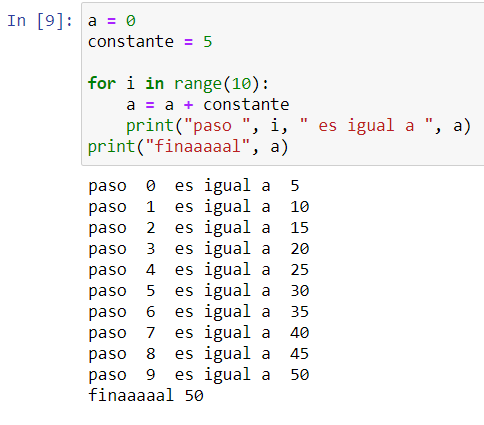 In [9]: a = 0
constante = 5
for i in range(10):
    a = a + constante
    print("paso ", i, " es igual a ", a)
print("finaaaaal", a)
paso  0  es igual a  5
paso  1  es igual a  10
paso  2  es igual a  15
paso  3  es igual a  20
paso  4  es igual a  25
paso  5  es igual a  30
paso  6  es igual a  35
paso  7  es igual a  40
paso  8  es igual a  45
paso  9  es igual a  50
finaaaaal 50